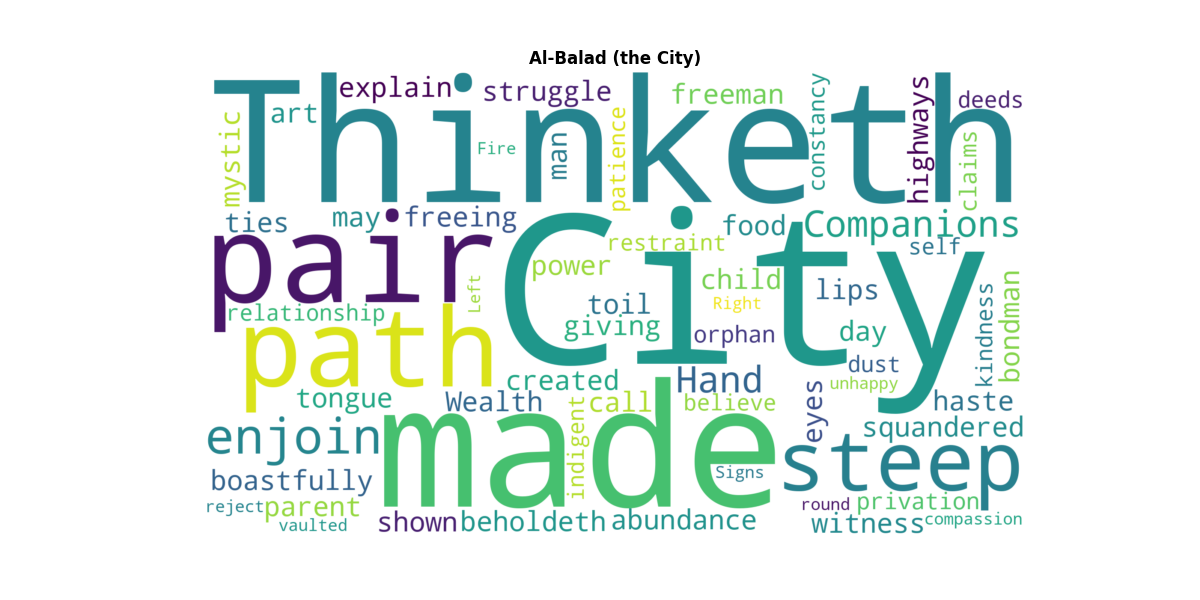 Al-Balad (the City)
Thinketh
explain
struggle
freeman
constancy
highways
deeds
art
mystic
Fire
man
patience
claims
ties
may
freeing
food
Companions
pair
City
restraint
self
power
child
lips
Left
toil
Right
relationship
giving
orphan
day
kindness
bondman
path
dust
created
Hand
unhappy
tongue
Wealth
indigent
call
believe
eyes
haste
enjoin
made
squandered
steep
boastfully
Signs
reject
parent
round
privation
vaulted
shown
beholdeth
abundance
witness
compassion